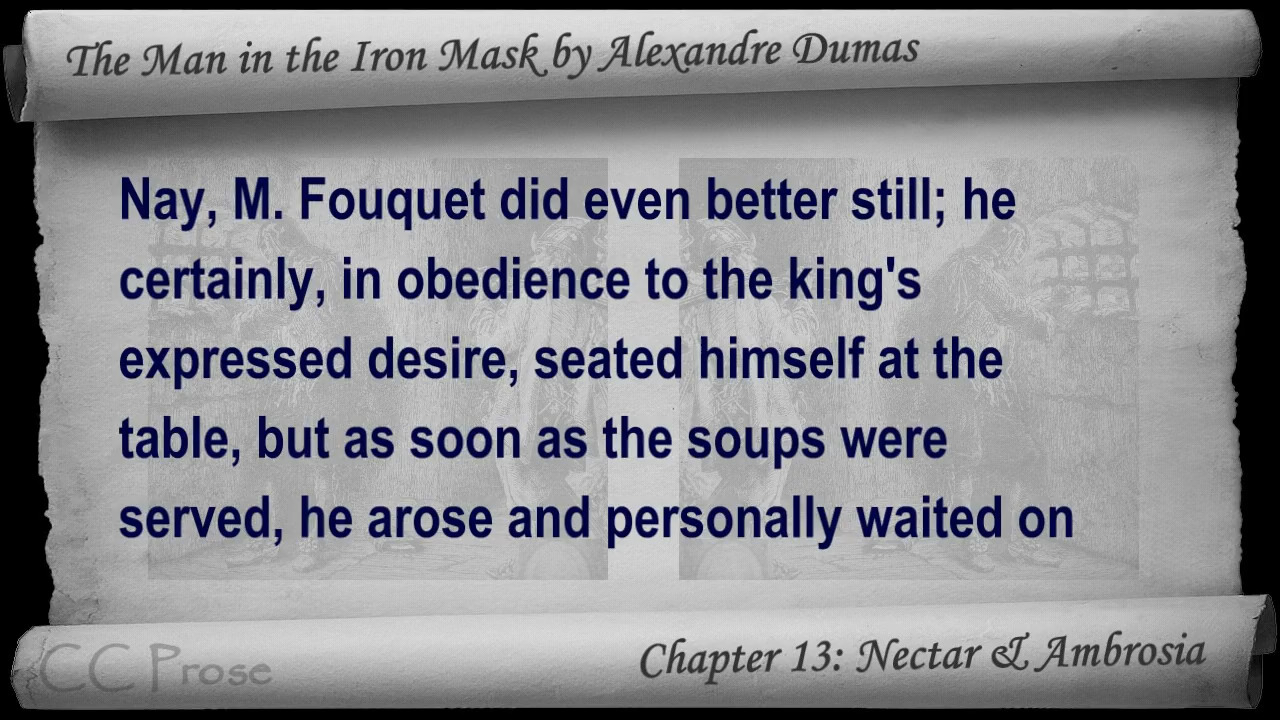 The Man in the Iron Mask by Alexandre Dumas
Nay, M. Fouquet did even better still; he
certainly, in obedience to the king's
expressed desire, seated himself at the
table, but as soon as the soups were
served, he arose and personally waited on
CC Prose
Chapter 13: Nectar & Ambrosia